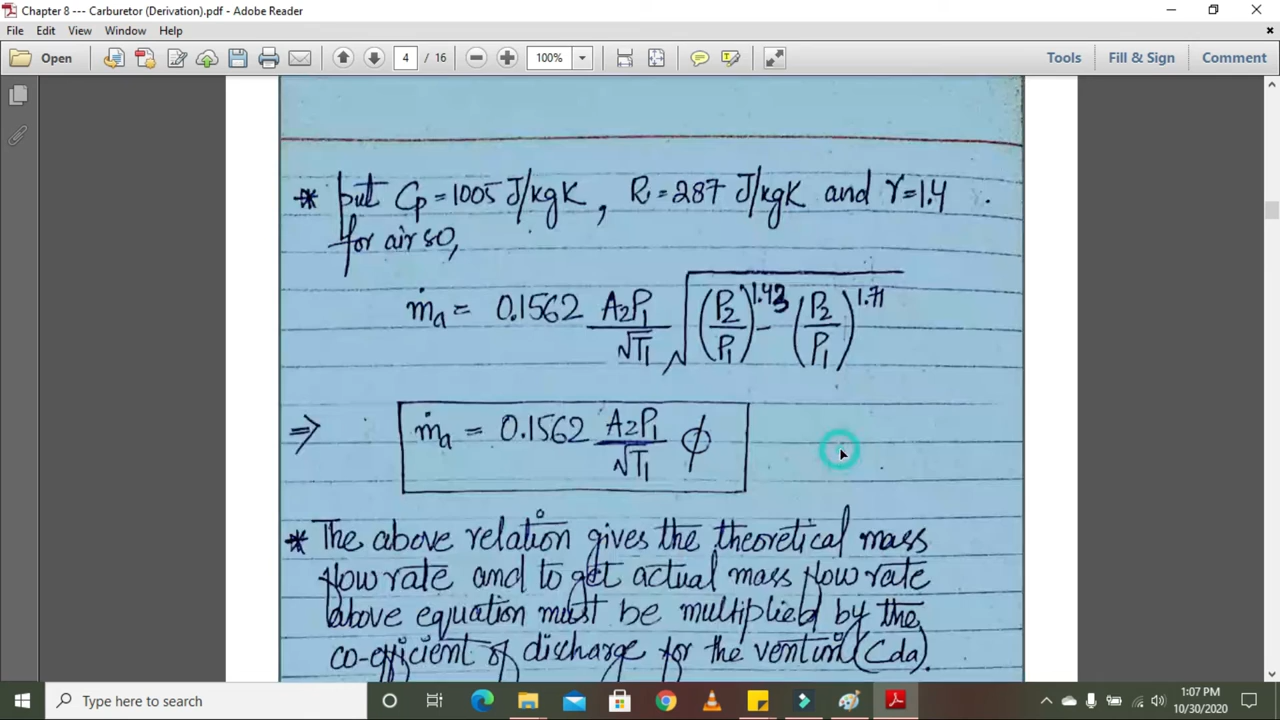 Chapter 8 --- Carburetor (Derivation).pdf - Adobe Reader
File Edit View Window Help
Open 4 / 16 100% Tools Fill & Sign Comment
* put Cp = 1005 J/kgK, R = 287 J/kgK and γ = 1.4
for air so,
ṁa = 0.1562 A2P1/√T1 √((P2/P1)^1.43 - (P2/P1)^1.71)
⇒ ṁa = 0.1562 A2P1/√T1 ϕ
* The above relation gives the theoretical mass
flow rate and to get actual mass flow rate
above equation must be multiplied by the
co-efficient of discharge for the venturi (Cda).
Type here to search
1:07 PM
10/30/2020